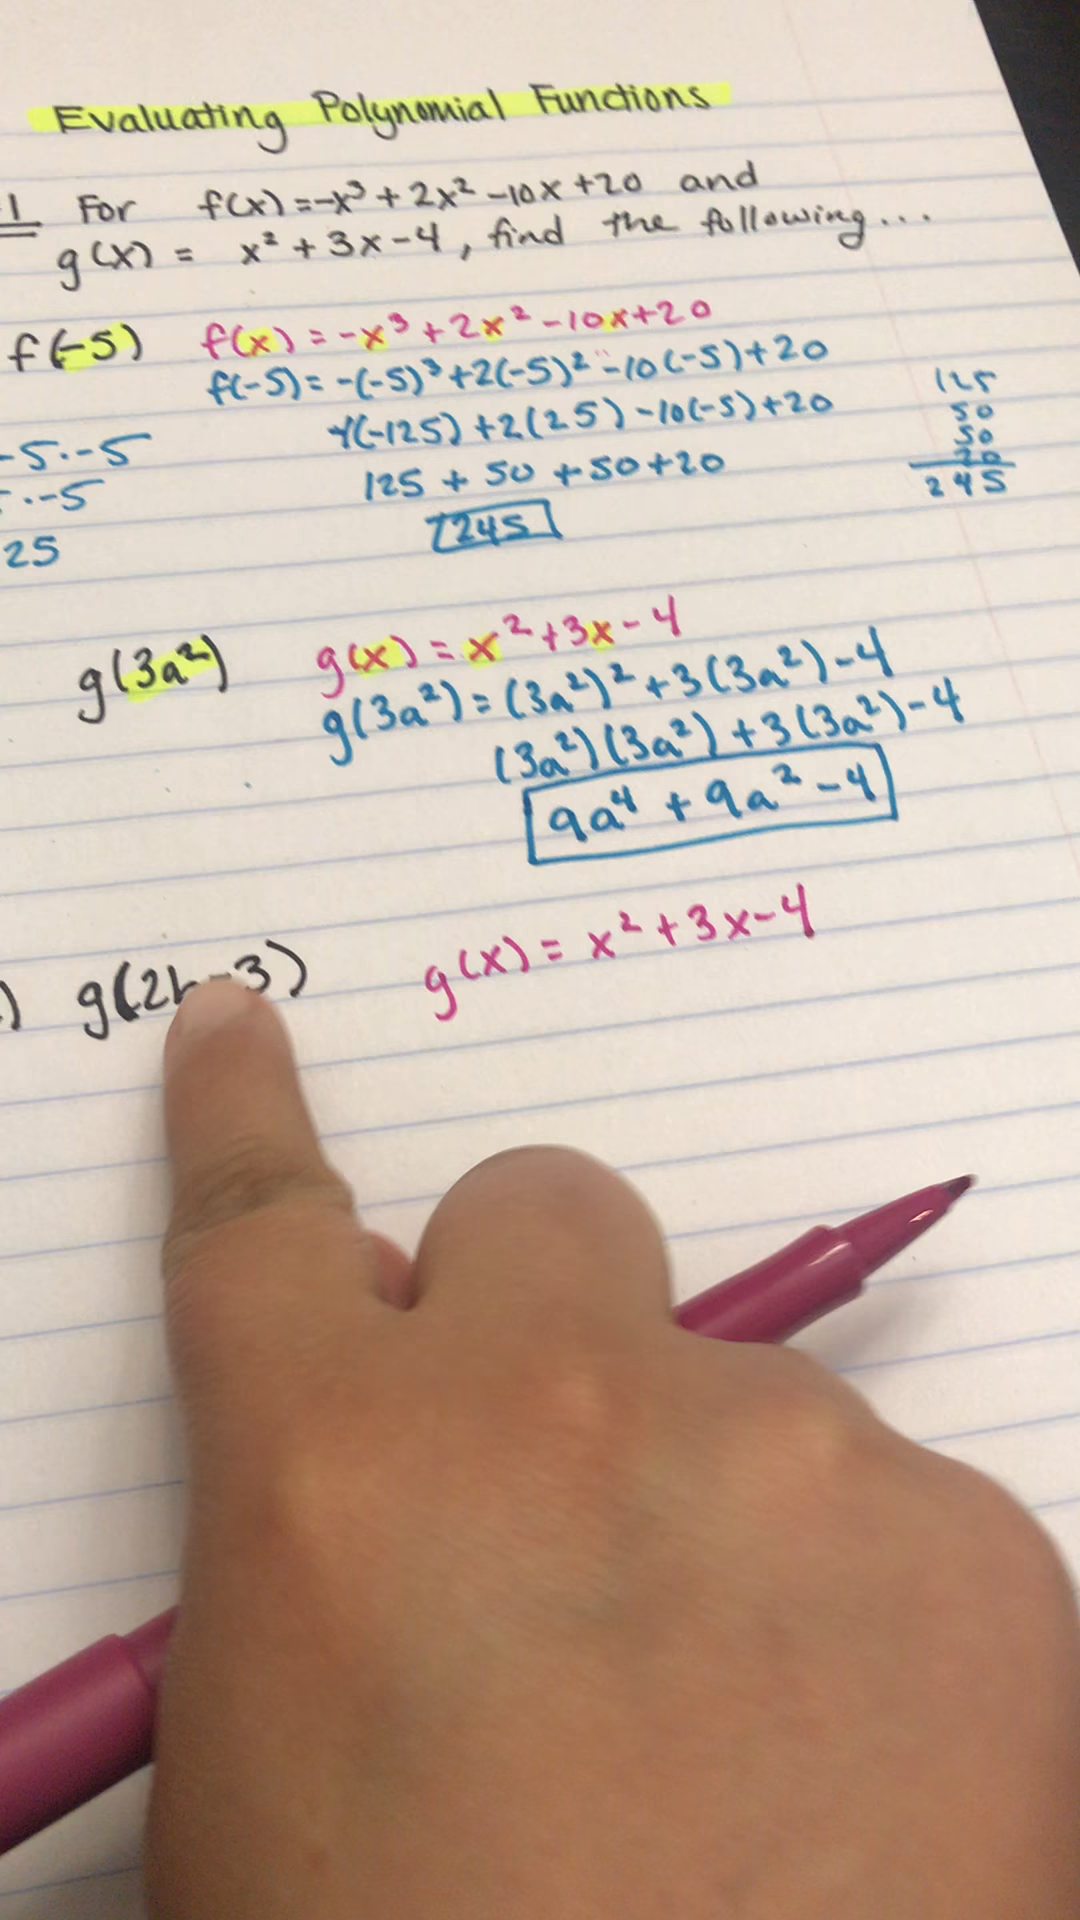 Evaluating Polynomial Functions
1 For f(x)=-x³+2x²-10x+20 and
g(x) = x²+3x-4, find the following...
f(-5) f(x)=-x³+2x²-10x+20
f(-5)=-(-5)³+2(-5)²-10(-5)+20
-5·-5 -(-125)+2(25)-10(-5)+20
·-5 125+50+50+20
25 245
125
50
50
20
245
g(3a²) g(x)=x²+3x-4
g(3a²)=(3a²)²+3(3a²)-4
(3a²)(3a²)+3(3a²)-4
9a⁴+9a²-4
) g(2 -3) g(x)=x²+3x-4